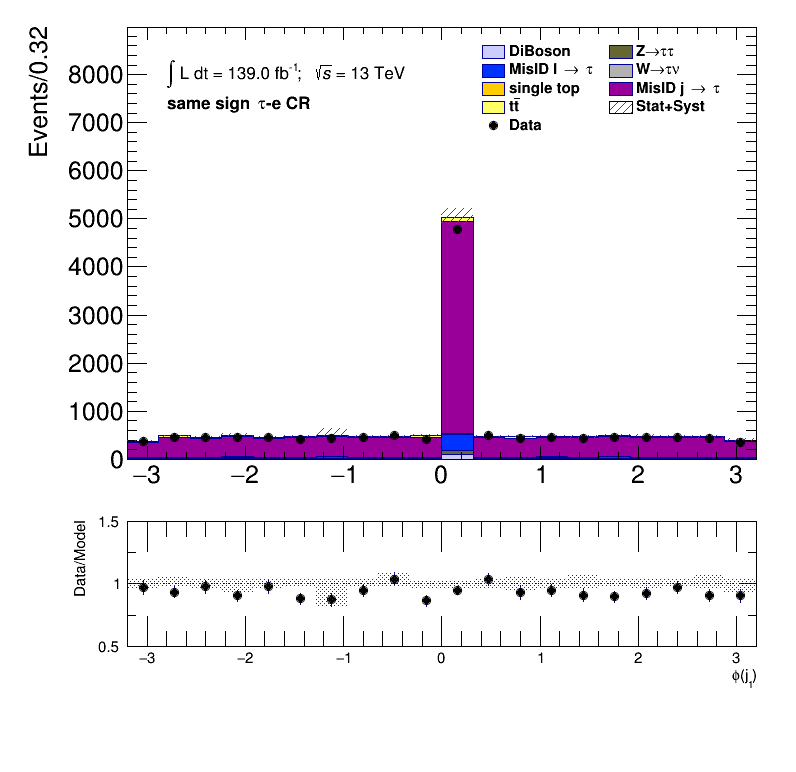 Events/0.32
8000
7000
6000
5000
4000
3000
2000
1000
0
∫ L dt = 139.0 fb⁻¹; √s = 13 TeV
same sign τ-e CR
DiBoson
MisID l → τ
single top
tt̄
Data
Z→ττ
W→τν
MisID j → τ
Stat+Syst
−3 −2 −1 0 1 2 3
Data/Model
1.5
1
0.5
−3 −2 −1 0 1 2 3
ϕ(j₁)